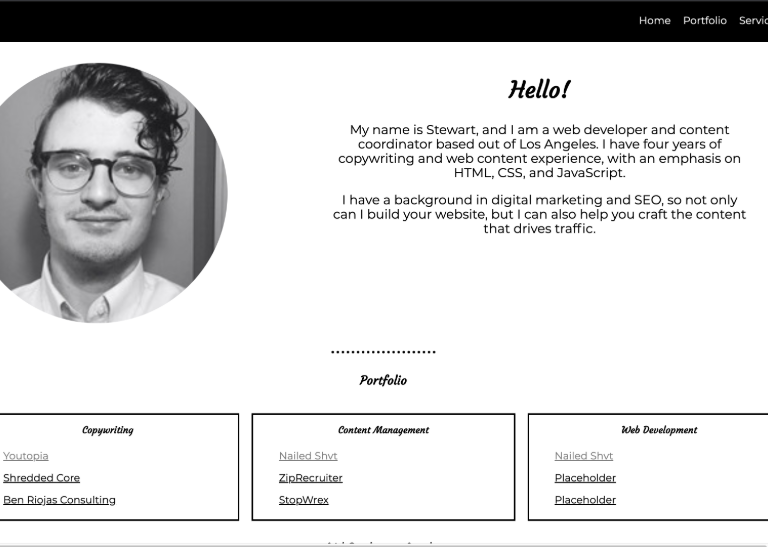 Home Portfolio
Hello!
My name is Stewart, and I am a web developer and content
coordinator based out of Los Angeles. I have four years of
copywriting and web content experience, with an emphasis on
HTML, CSS, and JavaScript.
I have a background in digital marketing and SEO, so not only
can I build your website, but I can also help you craft the content
that drives traffic.
Portfolio
Copywriting
Youtopia
Shredded Core
Ben Riojas Consulting
Content Management
Nailed Shvt
ZipRecruiter
StopWrex
Web Development
Nailed Shvt
Placeholder
Placeholder